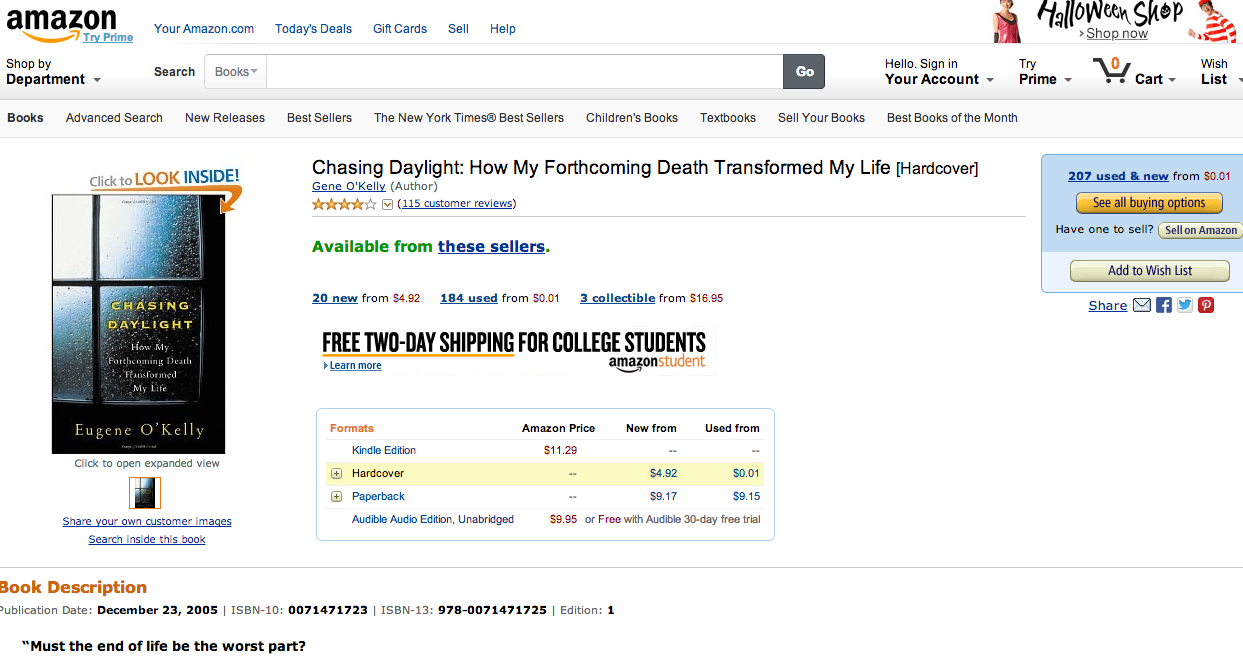 amazon
Try Prime
Your Amazon.com Today's Deals Gift Cards Sell Help
Halloween Shop
› Shop now
Shop by
Department
Search Books Go
Hello. Sign in
Your Account
Try
Prime
0
Cart
Wish
List
Books Advanced Search New Releases Best Sellers The New York Times® Best Sellers Children's Books Textbooks Sell Your Books Best Books of the Month
Click to LOOK INSIDE!
CHASING
DAYLIGHT
How My
Forthcoming Death
Transformed
My Life
Eugene O'Kelly
Click to open expanded view
Share your own customer images
Search inside this book
Chasing Daylight: How My Forthcoming Death Transformed My Life [Hardcover]
Gene O'Kelly (Author)
(115 customer reviews)
Available from these sellers.
20 new from $4.92 184 used from $0.01 3 collectible from $16.95
FREE TWO-DAY SHIPPING FOR COLLEGE STUDENTS
Learn more
amazonstudent
Formats Amazon Price New from Used from
Kindle Edition $11.29 -- --
Hardcover -- $4.92 $0.01
Paperback -- $9.17 $9.15
Audible Audio Edition, Unabridged $9.95 or Free with Audible 30-day free trial
207 used & new from $0.01
See all buying options
Have one to sell? Sell on Amazon
Add to Wish List
Share
Book Description
Publication Date: December 23, 2005 | ISBN-10: 0071471723 | ISBN-13: 978-0071471725 | Edition: 1
“Must the end of life be the worst part?